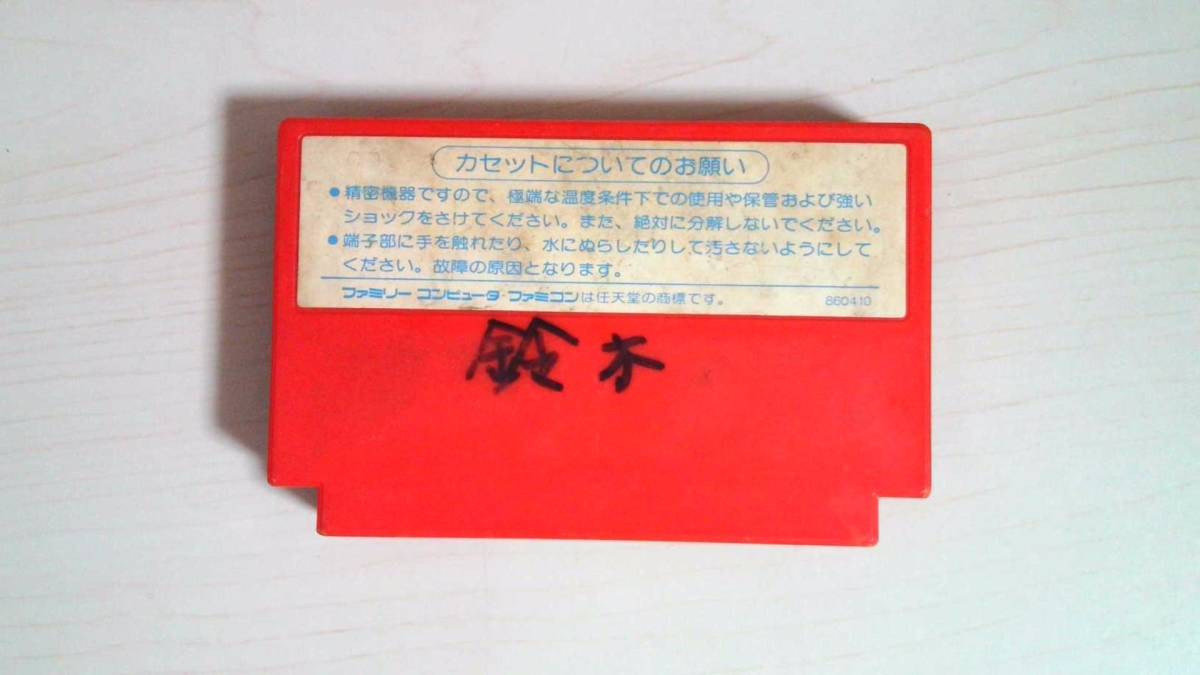 カセットについてのお願い
●精密機器ですので、極端な温度条件下での使用や保管および強い
ショックをさけてください。また、絶対に分解しないでください。
●端子部に手を触れたり、水にぬらしたりして汚さないようにして
ください。故障の原因となります。
ファミリー コンピュータ・ファミコンは任天堂の商標です。 860410
鈴木